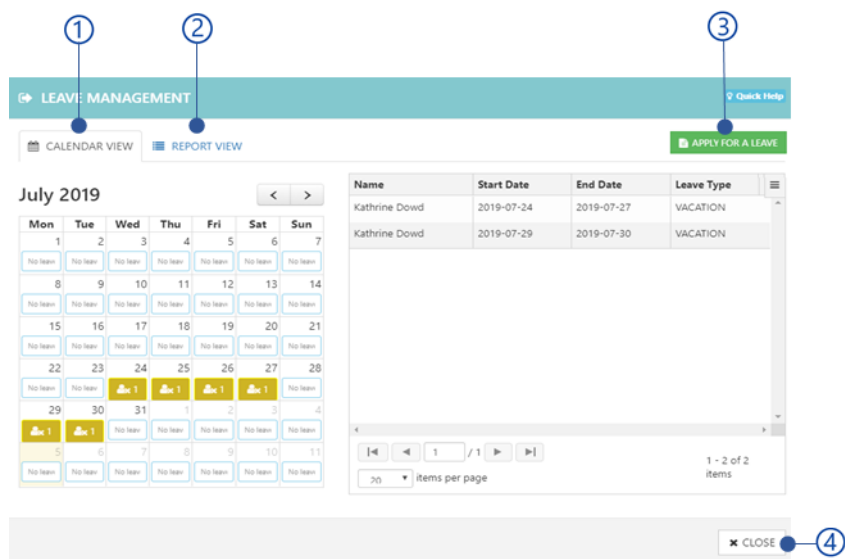 1 2 3
LEAVE MANAGEMENT Quick Help
CALENDAR VIEW REPORT VIEW APPLY FOR A LEAVE
July 2019 < >
Name Start Date End Date Leave Type
Kathrine Dowd 2019-07-24 2019-07-27 VACATION
Kathrine Dowd 2019-07-29 2019-07-30 VACATION
Mon Tue Wed Thu Fri Sat Sun
1 2 3 4 5 6 7
No leav No leav No leav No leav No leav No leav No leav
8 9 10 11 12 13 14
No leav No leav No leav No leav No leav No leav No leav
15 16 17 18 19 20 21
No leav No leav No leav No leav No leav No leav No leav
22 23 24 25 26 27 28
No leav No leav 1 1 1 1 No leav
29 30 31 1 2 3 4
1 1 No leav No leav No leav No leav No leav
5 6 7 8 9 10 11
No leav No leav No leav No leav No leav No leav No leav
1 / 1
20 items per page
1 - 2 of 2
items
CLOSE 4